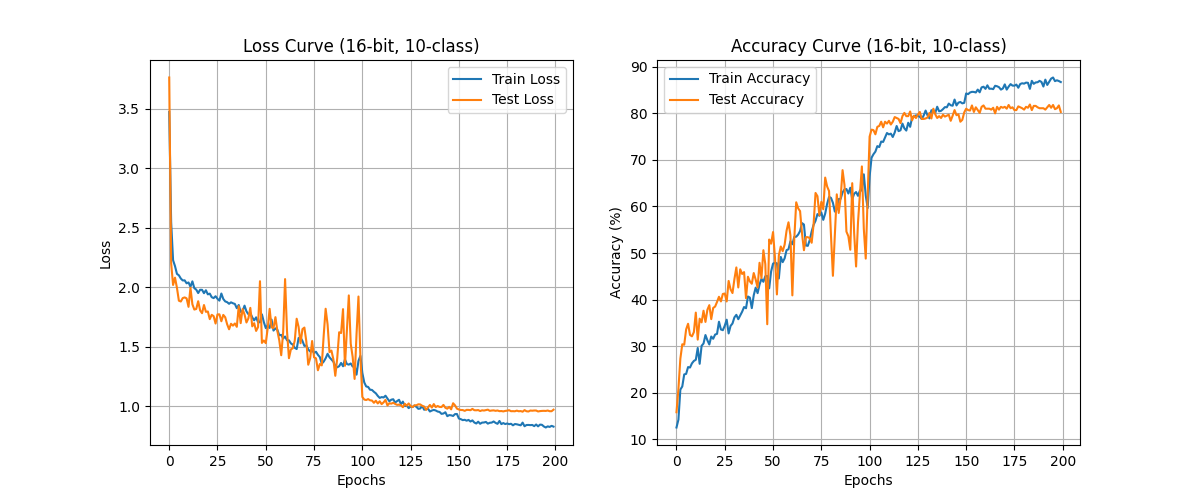 Loss Curve (16-bit, 10-class)
Train Loss
Test Loss
3.5
3.0
2.5
2.0
1.5
1.0
Loss
0 25 50 75 100 125 150 175 200
Epochs
Accuracy Curve (16-bit, 10-class)
Train Accuracy
Test Accuracy
90
80
70
60
50
40
30
20
10
Accuracy (%)
0 25 50 75 100 125 150 175 200
Epochs